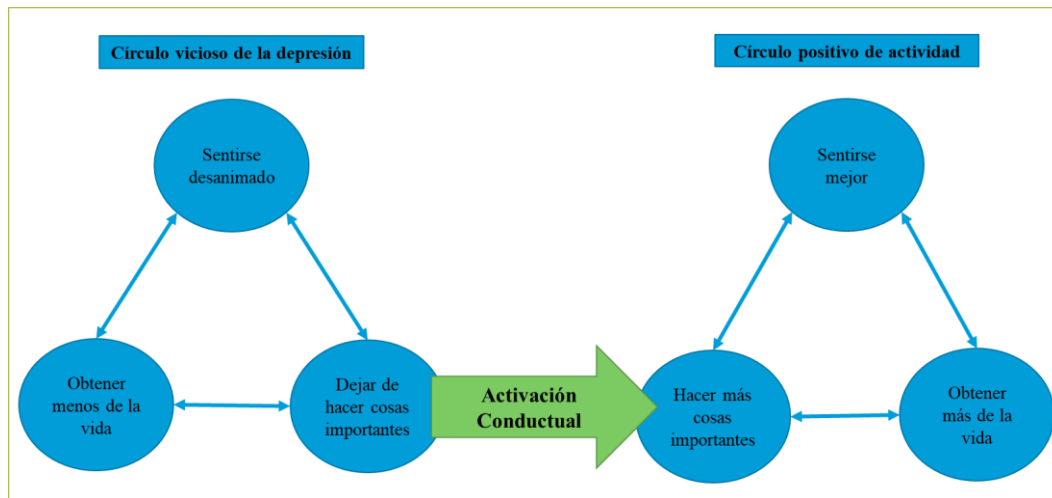 Círculo vicioso de la depresión
Sentirse
desanimado
Obtener
menos de la
vida
Dejar de
hacer cosas
importantes
Activación
Conductual
Círculo positivo de actividad
Sentirse
mejor
Hacer más
cosas
importantes
Obtener
más de la
vida